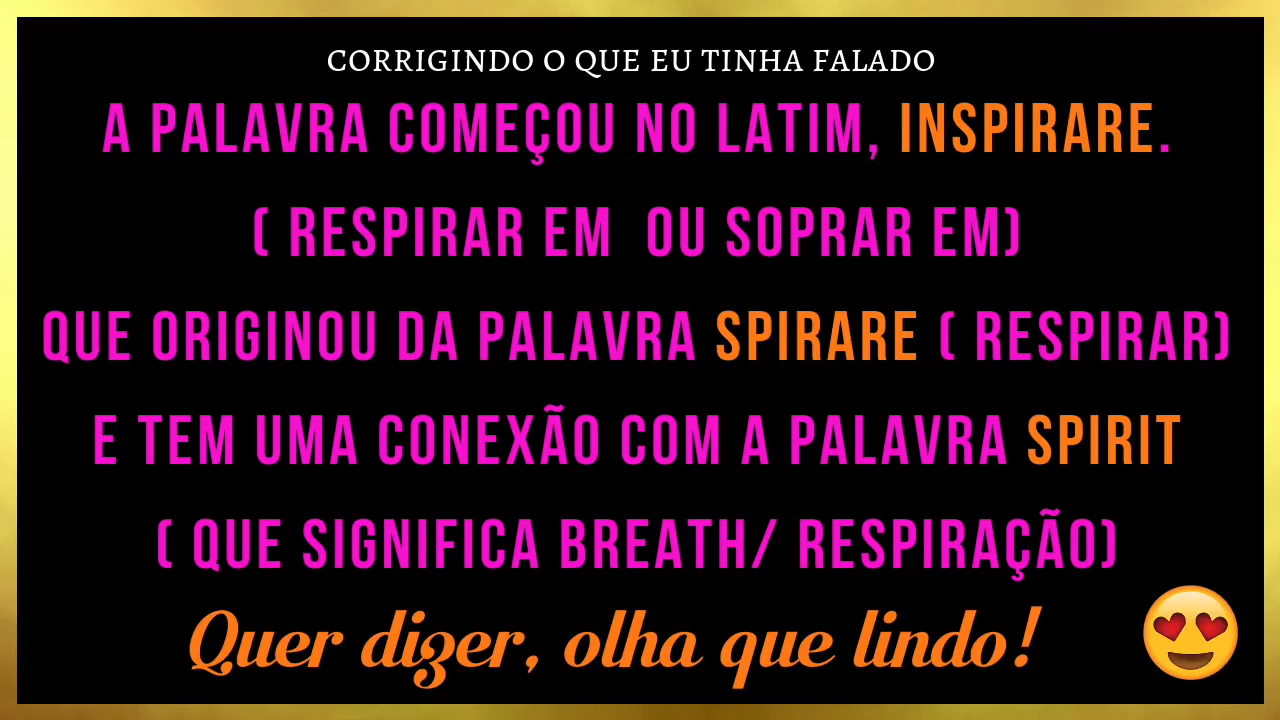 CORRIGINDO O QUE EU TINHA FALADO
A PALAVRA COMEÇOU NO LATIM, INSPIRARE.
( RESPIRAR EM OU SOPRAR EM)
QUE ORIGINOU DA PALAVRA SPIRARE ( RESPIRAR)
E TEM UMA CONEXÃO COM A PALAVRA SPIRIT
( QUE SIGNIFICA BREATH/ RESPIRAÇÃO)
Quer dizer, olha que lindo!